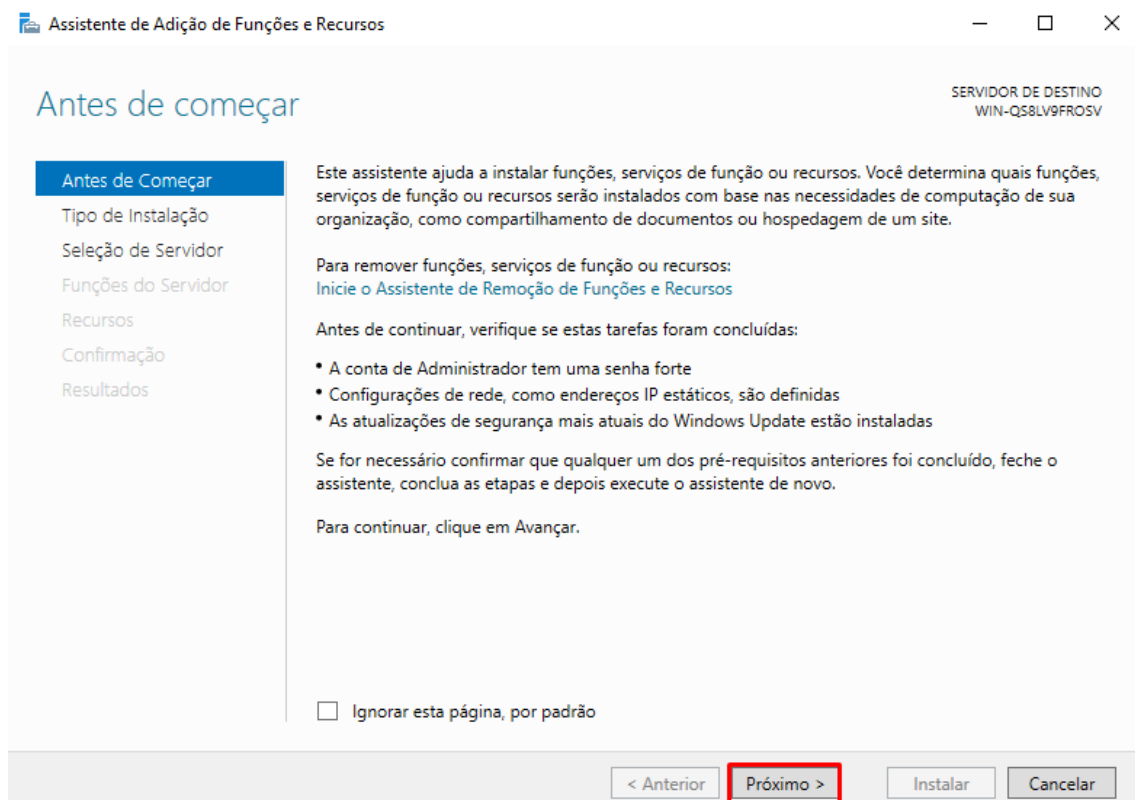 Assistente de Adição de Funções e Recursos
Antes de começar
SERVIDOR DE DESTINO
WIN-QS8LV9FROSV
Antes de Começar
Tipo de Instalação
Seleção de Servidor
Funções do Servidor
Recursos
Confirmação
Resultados
Este assistente ajuda a instalar funções, serviços de função ou recursos. Você determina quais funções,
serviços de função ou recursos serão instalados com base nas necessidades de computação de sua
organização, como compartilhamento de documentos ou hospedagem de um site.
Para remover funções, serviços de função ou recursos:
Inicie o Assistente de Remoção de Funções e Recursos
Antes de continuar, verifique se estas tarefas foram concluídas:
• A conta de Administrador tem uma senha forte
• Configurações de rede, como endereços IP estáticos, são definidas
• As atualizações de segurança mais atuais do Windows Update estão instaladas
Se for necessário confirmar que qualquer um dos pré-requisitos anteriores foi concluído, feche o
assistente, conclua as etapas e depois execute o assistente de novo.
Para continuar, clique em Avançar.
Ignorar esta página, por padrão
< Anterior
Próximo >
Instalar
Cancelar